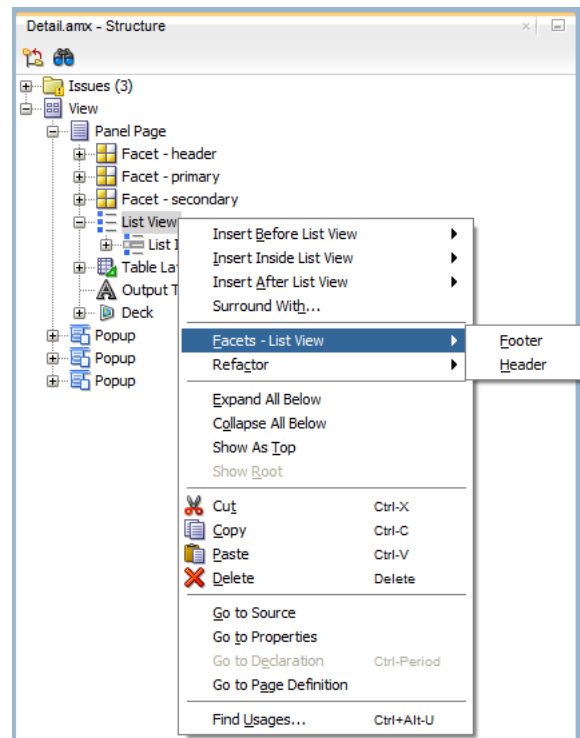 Detail.amx - Structure
Issues (3)
View
Panel Page
Facet - header
Facet - primary
Facet - secondary
List View
List I
Table La
Output T
Deck
Popup
Popup
Popup
Insert Before List View
Insert Inside List View
Insert After List View
Surround With...
Facets - List View
Footer
Header
Refactor
Expand All Below
Collapse All Below
Show As Top
Show Root
Cut Ctrl-X
Copy Ctrl-C
Paste Ctrl-V
Delete Delete
Go to Source
Go to Properties
Go to Declaration Ctrl-Period
Go to Page Definition
Find Usages... Ctrl+Alt-U